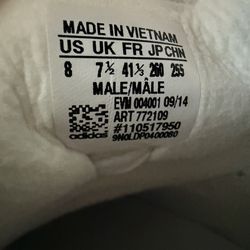 MADE IN VIETNAM
US UK FR JP CHN
8 7½ 41⅓ 260 255
MALE/MÂLE
EVM 004001 09/14
ART 772109
#110517950
adidas 9N0LDP0400080